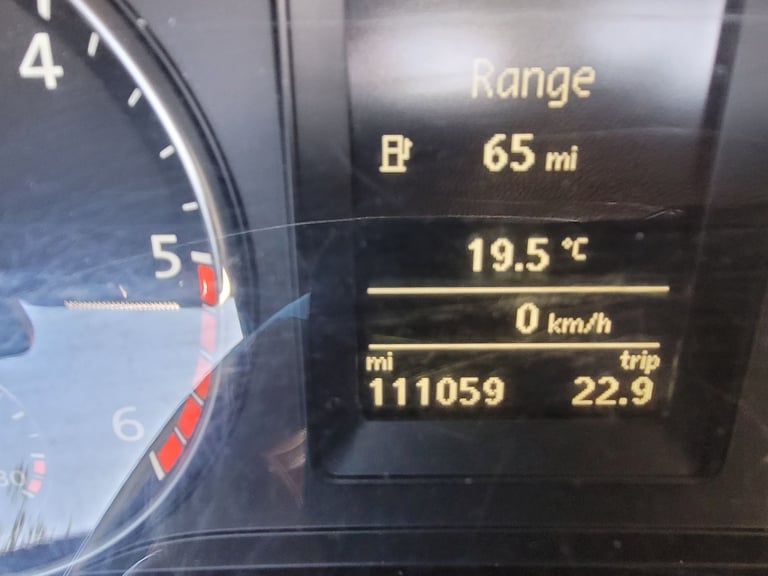 4
5
6
Range
65 mi
19.5 °C
0 km/h
mi trip
111059 22.9